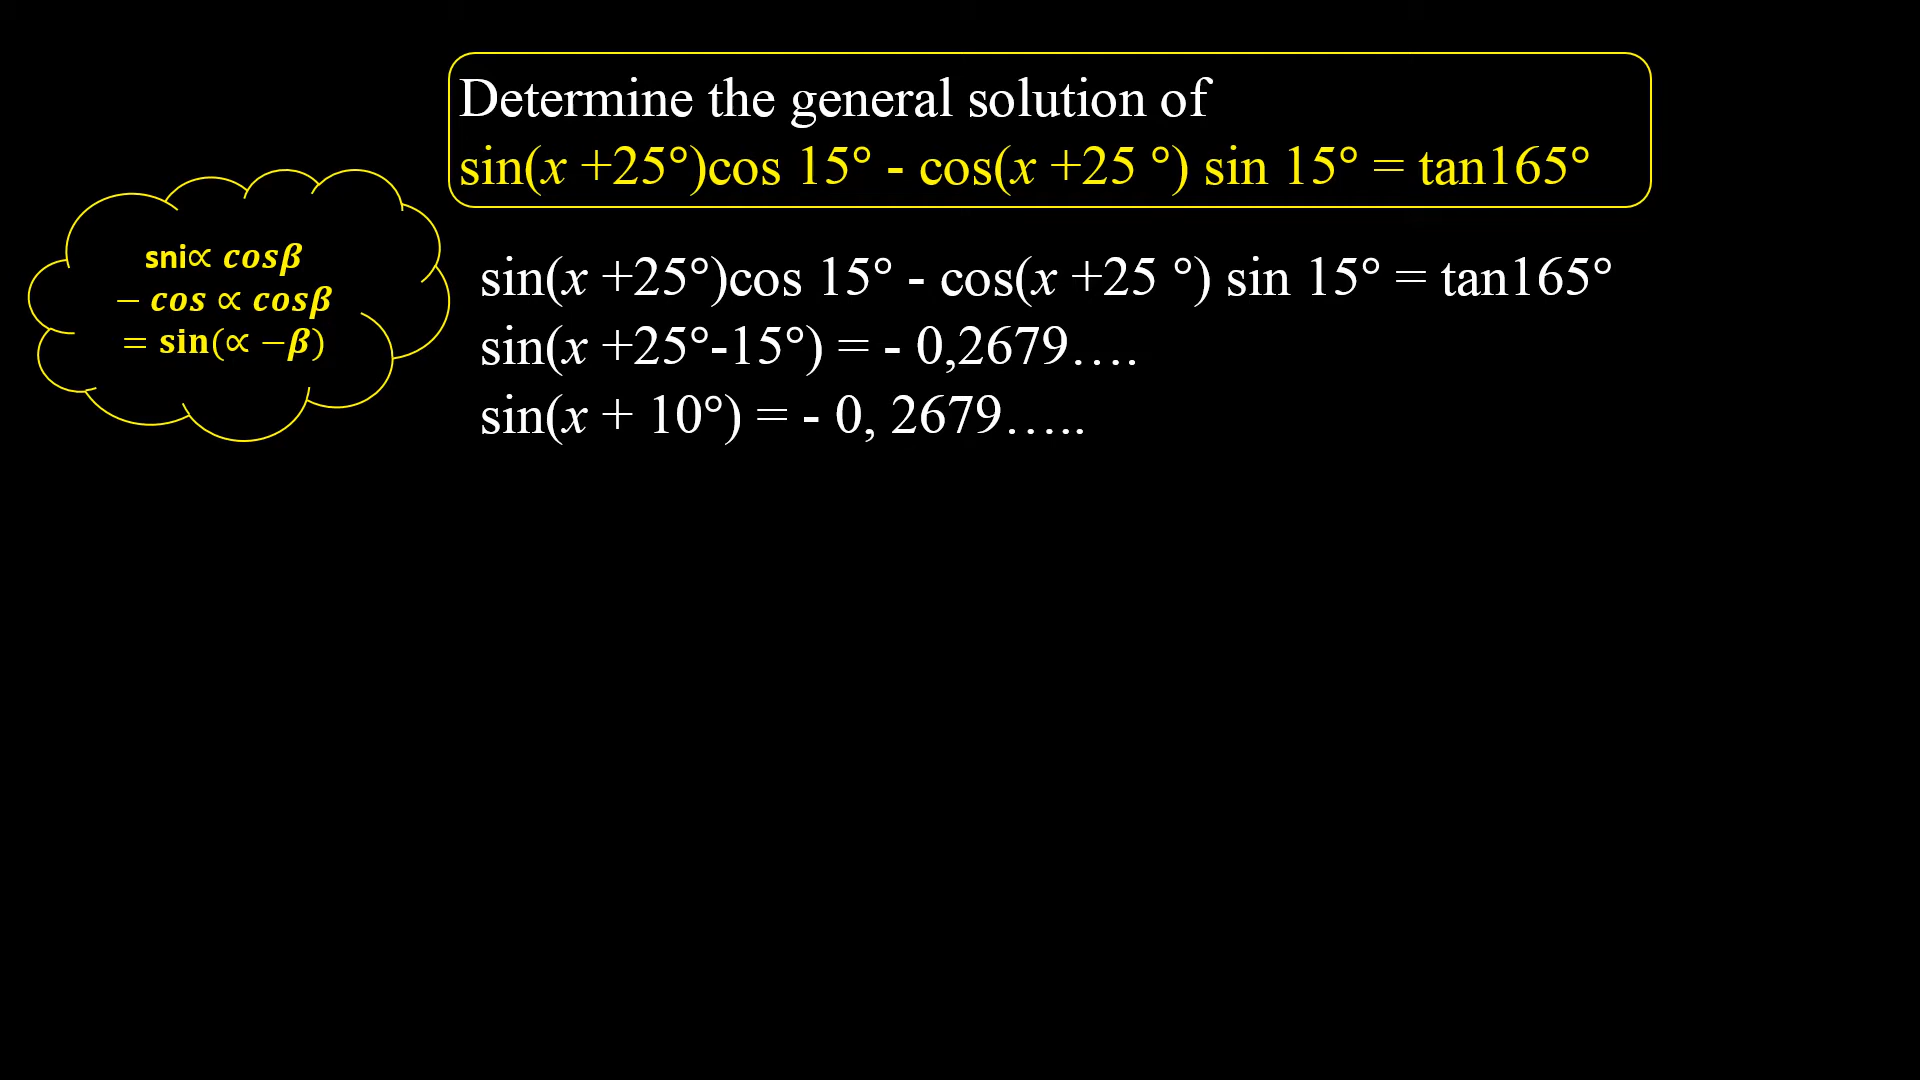 Determine the general solution of
sin(x +25°)cos 15° - cos(x +25 °) sin 15° = tan165°
sni∝ cosβ
− cos ∝ cosβ
= sin(∝ −β)
sin(x +25°)cos 15° - cos(x +25 °) sin 15° = tan165°
sin(x +25°-15°) = - 0,2679….
sin(x + 10°) = - 0, 2679…..